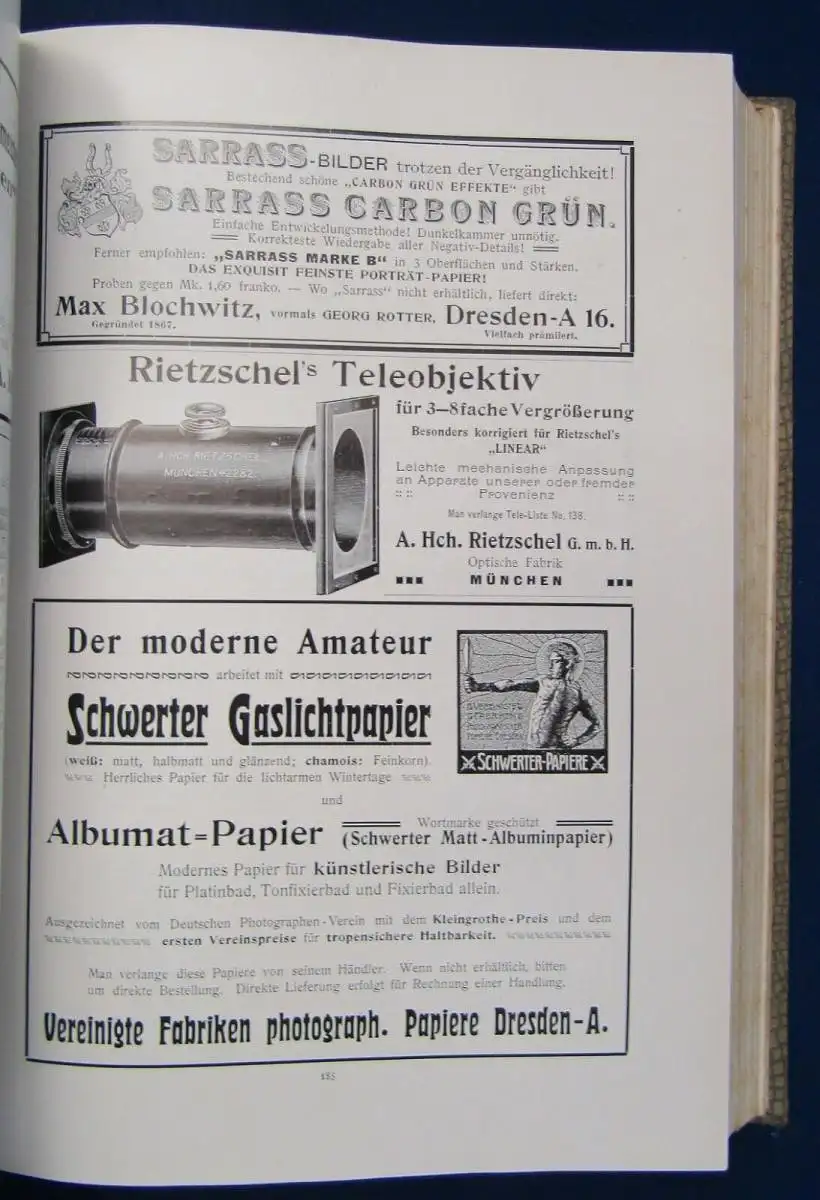 SARRASS-BILDER trotzen der Vergänglichkeit!
Bestechend schöne „CARBON GRÜN EFFEKTE" gibt
SARRASS CARBON GRÜN.
Einfache Entwickelungsmethode! Dunkelkammer unnötig.
Korrekteste Wiedergabe aller Negativ-Details!
Ferner empfohlen: „SARRASS MARKE B" in 3 Oberflächen und Stärken.
DAS EXQUISIT FEINSTE PORTRÄT-PAPIER!
Proben gegen Mk. 1,60 franko. — Wo „Sarrass" nicht erhältlich, liefert direkt:
Max Blochwitz, vormals GEORG ROTTER, Dresden-A 16.
Gegründet 1867. Vielfach prämiiert.
Rietzschel's Teleobjektiv
A. HCH. RIETZSCHEL
MÜNCHEN 42282
für 3—8fache Vergrößerung
Besonders korrigiert für Rietzschel's
„LINEAR"
Leichte mechanische Anpassung
an Apparate unserer oder fremder
:: :: Provenienz :: ::
Man verlange Tele-Liste No. 138.
A. Hch. Rietzschel G. m. b. H.
Optische Fabrik
MÜNCHEN
Der moderne Amateur
arbeitet mit
Schwerter Gaslichtpapier
(weiß: matt, halbmatt und glänzend; chamois: Feinkorn).
Herrliches Papier für die lichtarmen Wintertage
SCHWERTER-PAPIERE
und
Albumat=Papier
Wortmarke geschützt
(Schwerter Matt-Albuminpapier)
Modernes Papier für künstlerische Bilder
für Platinbad, Tonfixierbad und Fixierbad allein.
Ausgezeichnet vom Deutschen Photographen-Verein mit dem Kleingrothe-Preis und dem
ersten Vereinspreise für tropensichere Haltbarkeit.
Man verlange diese Papiere von seinem Händler. Wenn nicht erhältlich, bitten
um direkte Bestellung. Direkte Lieferung erfolgt für Rechnung einer Handlung.
Vereinigte Fabriken photograph. Papiere Dresden-A.
185